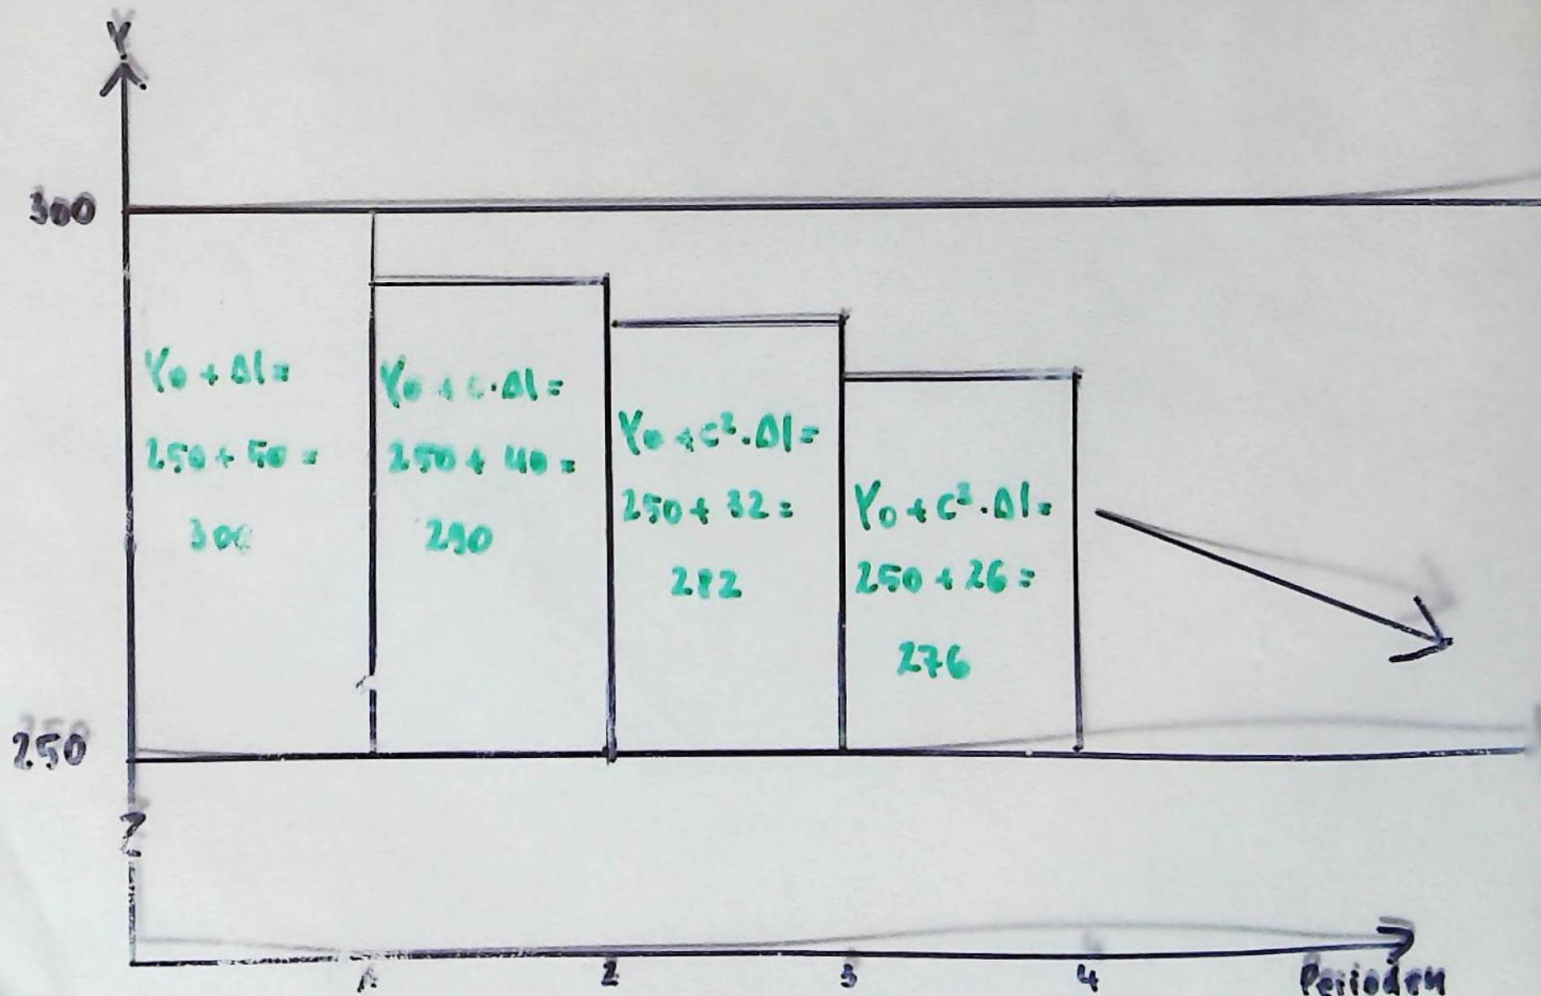 Y
300
Y₀ + ΔI =
250 + 50 =
300
Y₀ + c · ΔI =
250 + 40 =
290
Y₀ + c² · ΔI =
250 + 32 =
282
Y₀ + c³ · ΔI =
250 + 26 =
276
250
1
2
3
4
Perioden